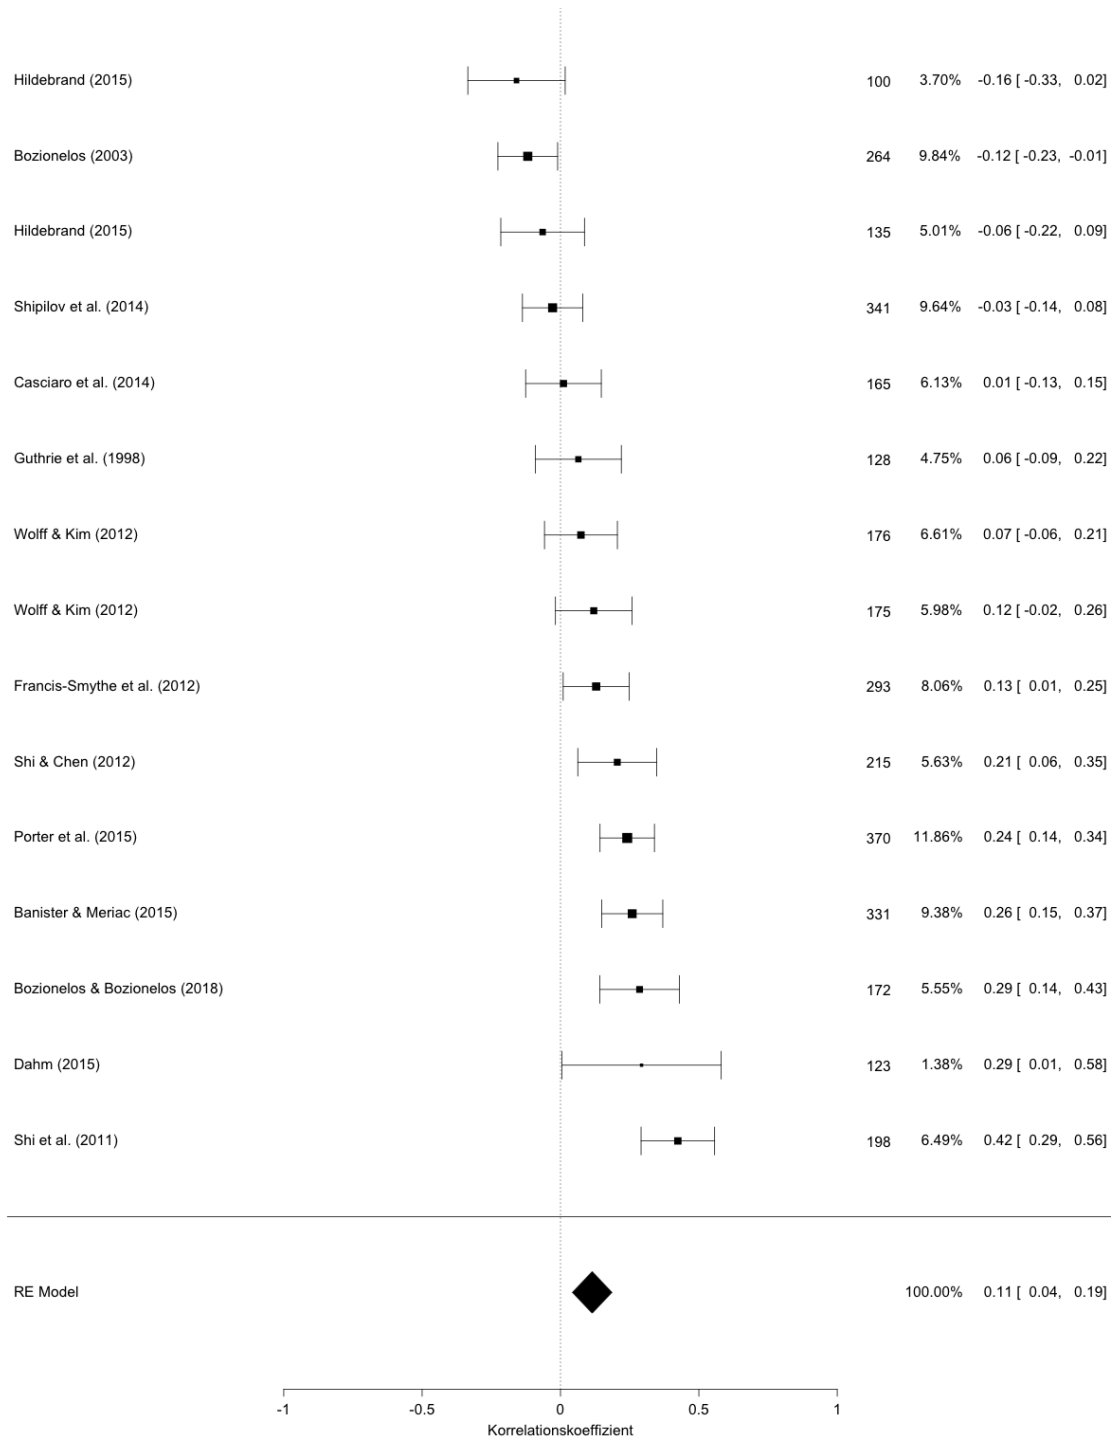 Hildebrand (2015) 100 3.70% -0.16 [ -0.33, 0.02]
Bozionelos (2003) 264 9.84% -0.12 [ -0.23, -0.01]
Hildebrand (2015) 135 5.01% -0.06 [ -0.22, 0.09]
Shipilov et al. (2014) 341 9.64% -0.03 [ -0.14, 0.08]
Casciaro et al. (2014) 165 6.13% 0.01 [ -0.13, 0.15]
Guthrie et al. (1998) 128 4.75% 0.06 [ -0.09, 0.22]
Wolff & Kim (2012) 176 6.61% 0.07 [ -0.06, 0.21]
Wolff & Kim (2012) 175 5.98% 0.12 [ -0.02, 0.26]
Francis-Smythe et al. (2012) 293 8.06% 0.13 [ 0.01, 0.25]
Shi & Chen (2012) 215 5.63% 0.21 [ 0.06, 0.35]
Porter et al. (2015) 370 11.86% 0.24 [ 0.14, 0.34]
Banister & Meriac (2015) 331 9.38% 0.26 [ 0.15, 0.37]
Bozionelos & Bozionelos (2018) 172 5.55% 0.29 [ 0.14, 0.43]
Dahm (2015) 123 1.38% 0.29 [ 0.01, 0.58]
Shi et al. (2011) 198 6.49% 0.42 [ 0.29, 0.56]
RE Model 100.00% 0.11 [ 0.04, 0.19]
-1 -0.5 0 0.5 1
Korrelationskoeffizient